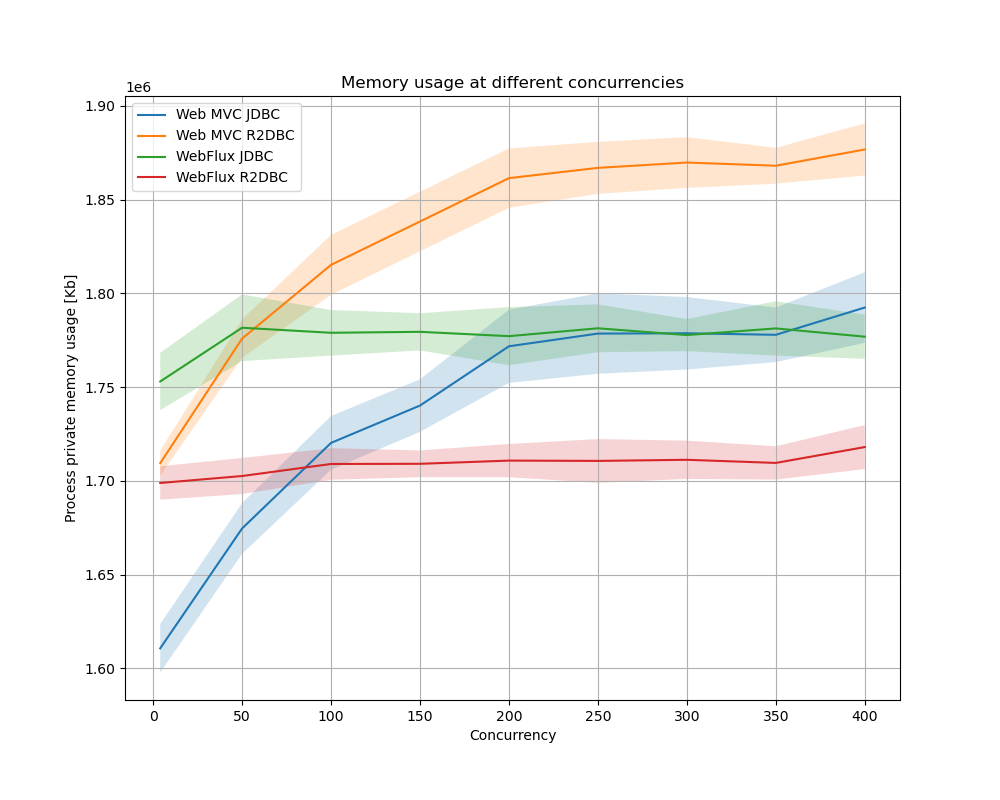 Memory usage at different concurrencies
1e6
Web MVC JDBC
Web MVC R2DBC
WebFlux JDBC
WebFlux R2DBC
1.90
1.85
1.80
1.75
1.70
1.65
1.60
Process private memory usage [Kb]
0 50 100 150 200 250 300 350 400
Concurrency